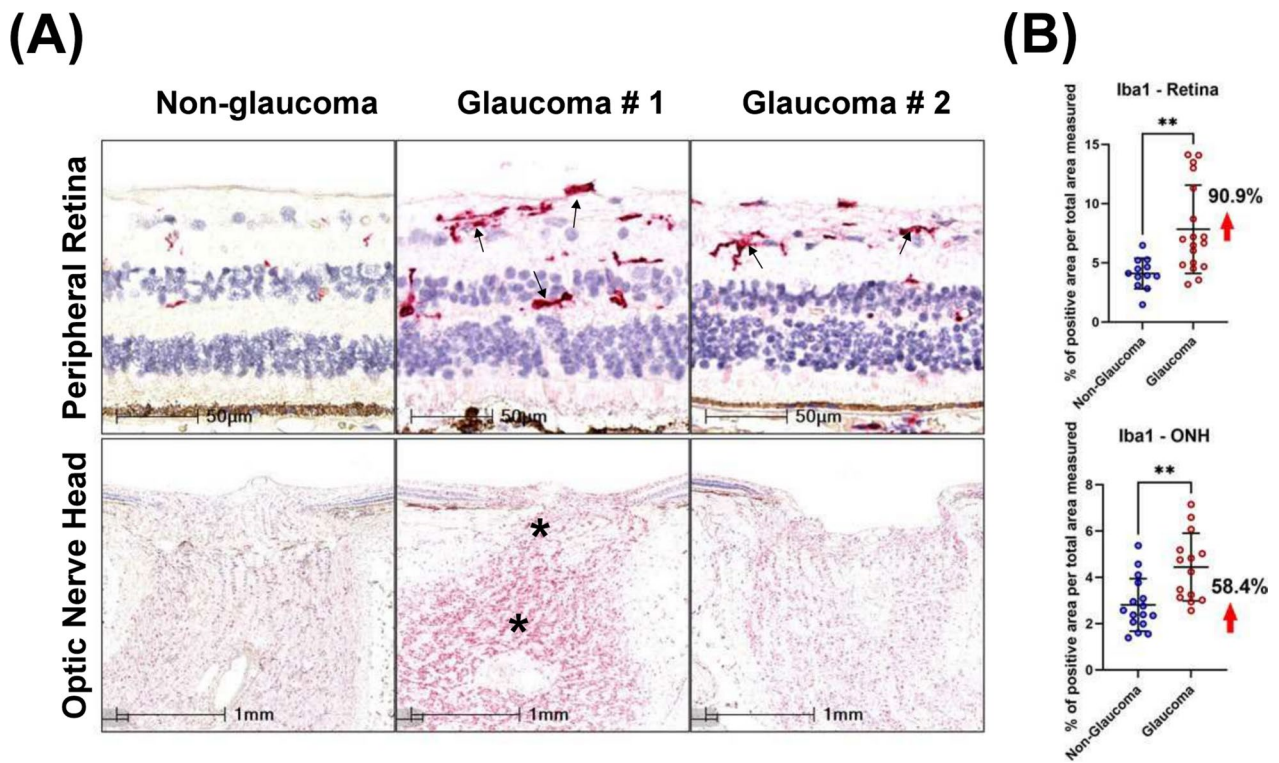 (A)
Non-glaucoma
Glaucoma # 1
Glaucoma # 2
Peripheral Retina
50µm
50µm
50µm
Optic Nerve Head
*
*
1mm
1mm
1mm
(B)
Iba1 - Retina
% of positive area per total area measured
**
15
10
5
0
90.9%
Non-Glaucoma
Glaucoma
Iba1 - ONH
% of positive area per total area measured
**
8
6
4
2
0
58.4%
Non-Glaucoma
Glaucoma